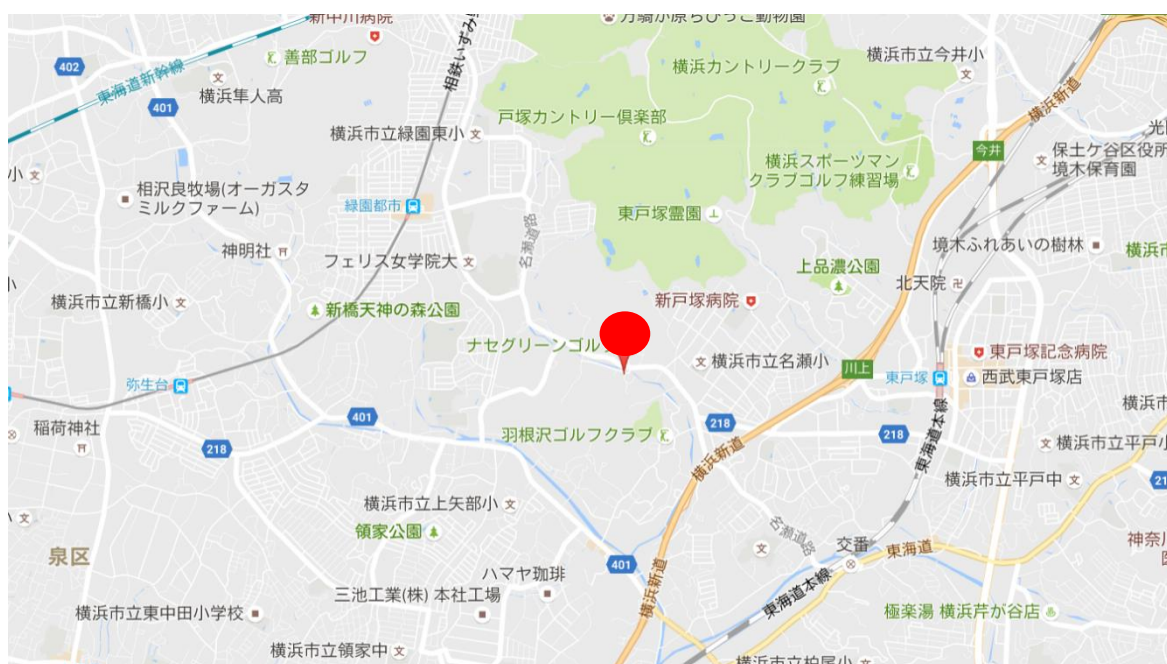 新中川病院
万騎が原ちびっこ動物園
402
善部ゴルフ
相鉄いずみ野
東海道新幹線
横浜隼人高
401
横浜カントリークラブ
横浜市立今井小
横浜新道
戸塚カントリー倶楽部
横浜市立緑園東小
今井
保土ケ谷区役所
境木保育園
横浜スポーツマン
クラブゴルフ練習場
小
相沢良牧場(オーガスタ
ミルクファーム)
緑園都市
東戸塚霊園
名瀬道路
神明社
フェリス女学院大
境木ふれあいの樹林
横浜市
上品濃公園
北天院
横浜市立新橋小
新橋天神の森公園
新戸塚病院
ナセグリーンゴルフ
横浜市立名瀬小
川上
東戸塚
東戸塚記念病院
西武東戸塚店
弥生台
横浜市
401
稲荷神社
218
羽根沢ゴルフクラブ
218
218
横浜新道
東海道本線
横浜市立平戸小
横浜市立平戸中
21
横浜市立上矢部小
領家公園
名瀬道路
交番
東海道
神奈川
泉区
ハマヤ珈琲
401
三池工業(株) 本社工場
横浜新道
東海道本線
横浜市立東中田小学校
極楽湯 横浜芹が谷店
横浜市立領家中
横浜市立柏尾小